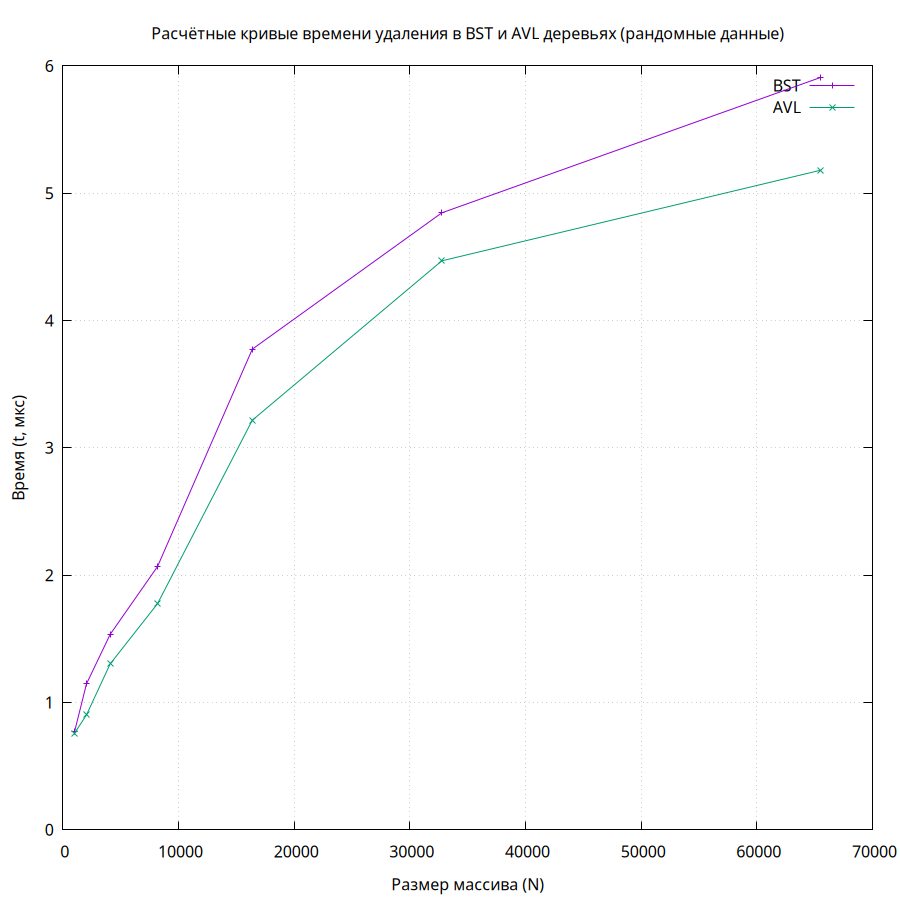 Расчётные кривые времени удаления в BST и AVL деревьях (рандомные данные)
6
BST
AVL
5
4
Время (t, мкс)
3
2
1
0
0 10000 20000 30000 40000 50000 60000 70000
Размер массива (N)